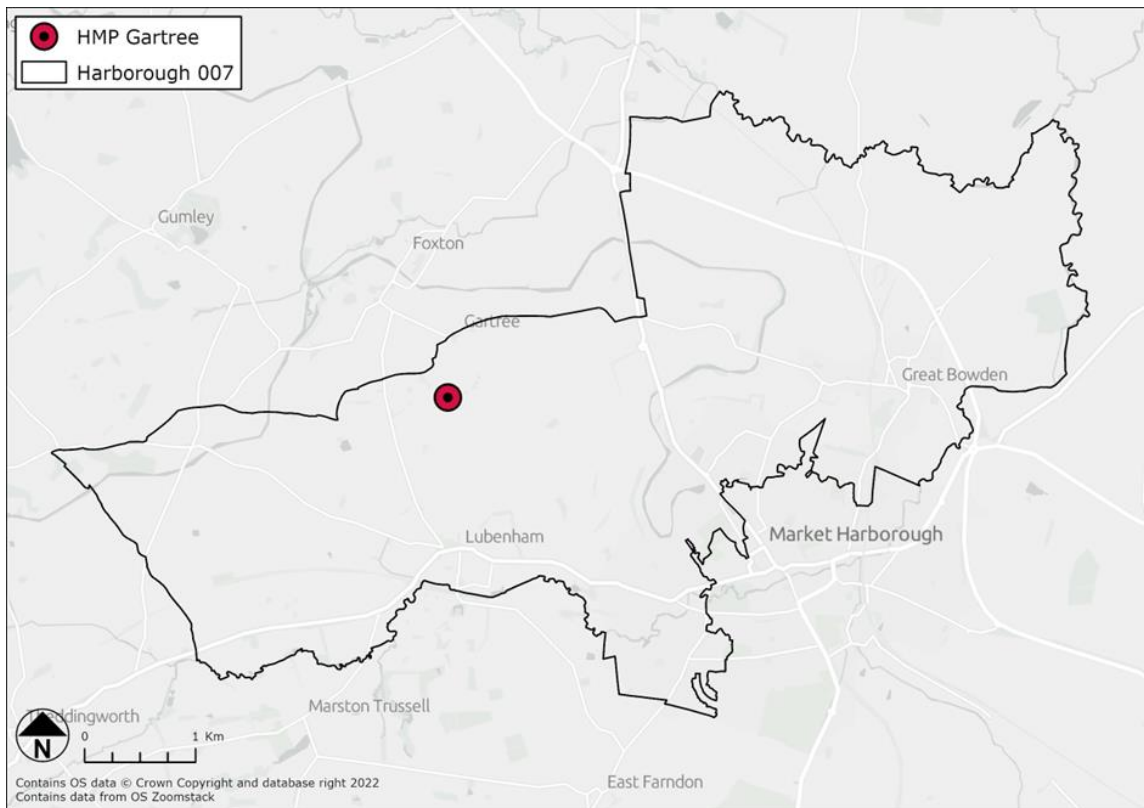 HMP Gartree
Harborough 007
Gumley
Foxton
Gartree
Great Bowden
Lubenham
Market Harborough
Marston Trussell
Theddingworth
East Farndon
N
0 1 Km
Contains OS data © Crown Copyright and database right 2022
Contains data from OS Zoomstack